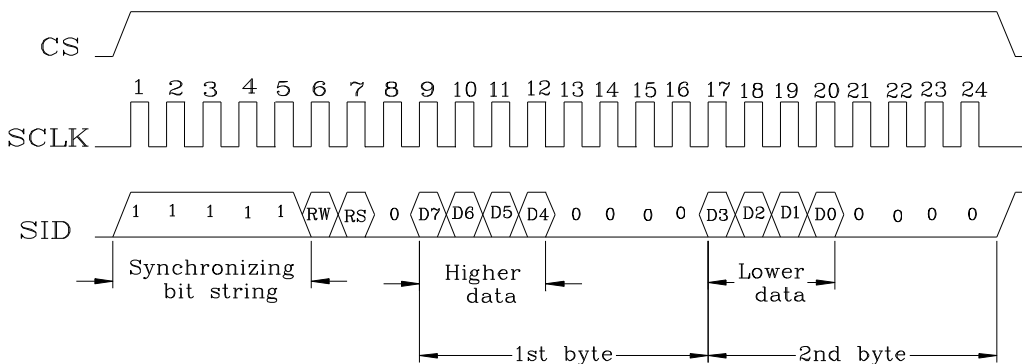 CS
1 2 3 4 5 6 7 8 9 10 11 12 13 14 15 16 17 18 19 20 21 22 23 24
SCLK
SID 1 1 1 1 1 RW RS 0 D7 D6 D5 D4 0 0 0 0 D3 D2 D1 D0 0 0 0 0
Synchronizing
bit string
Higher
data
Lower
data
1st byte
2nd byte